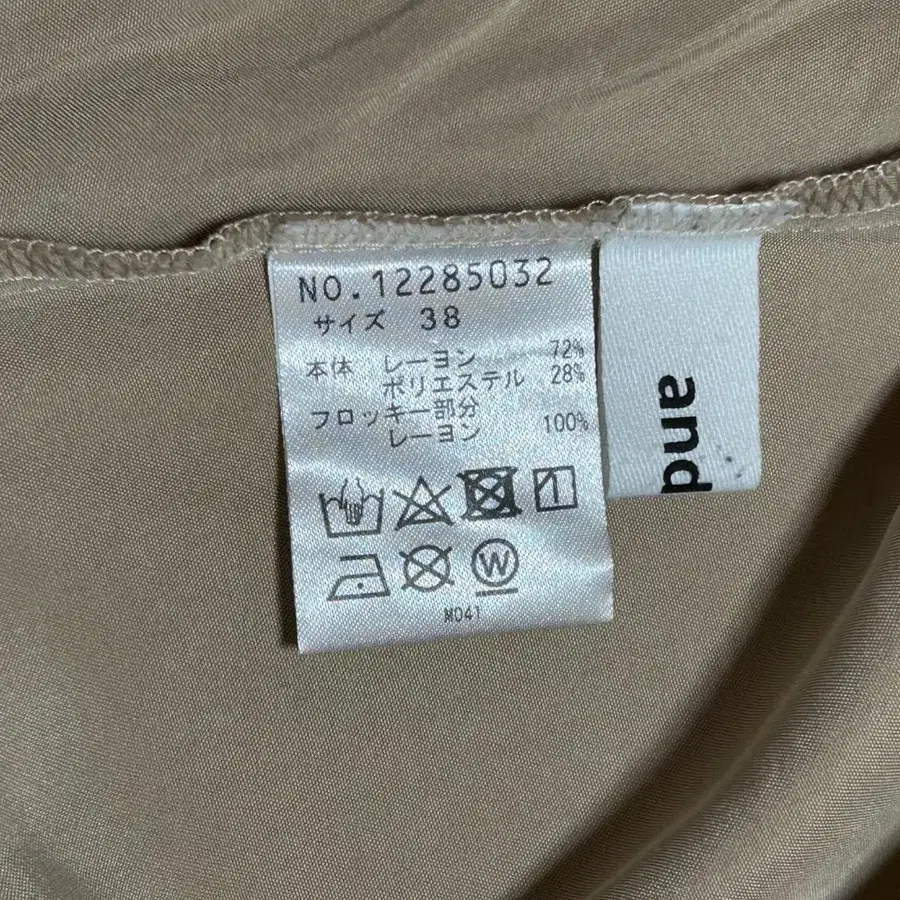 NO.12285032
サイズ 38
本体 レーヨン 72%
ポリエステル 28%
フロッキー部分
レーヨン 100%
W
M041
and